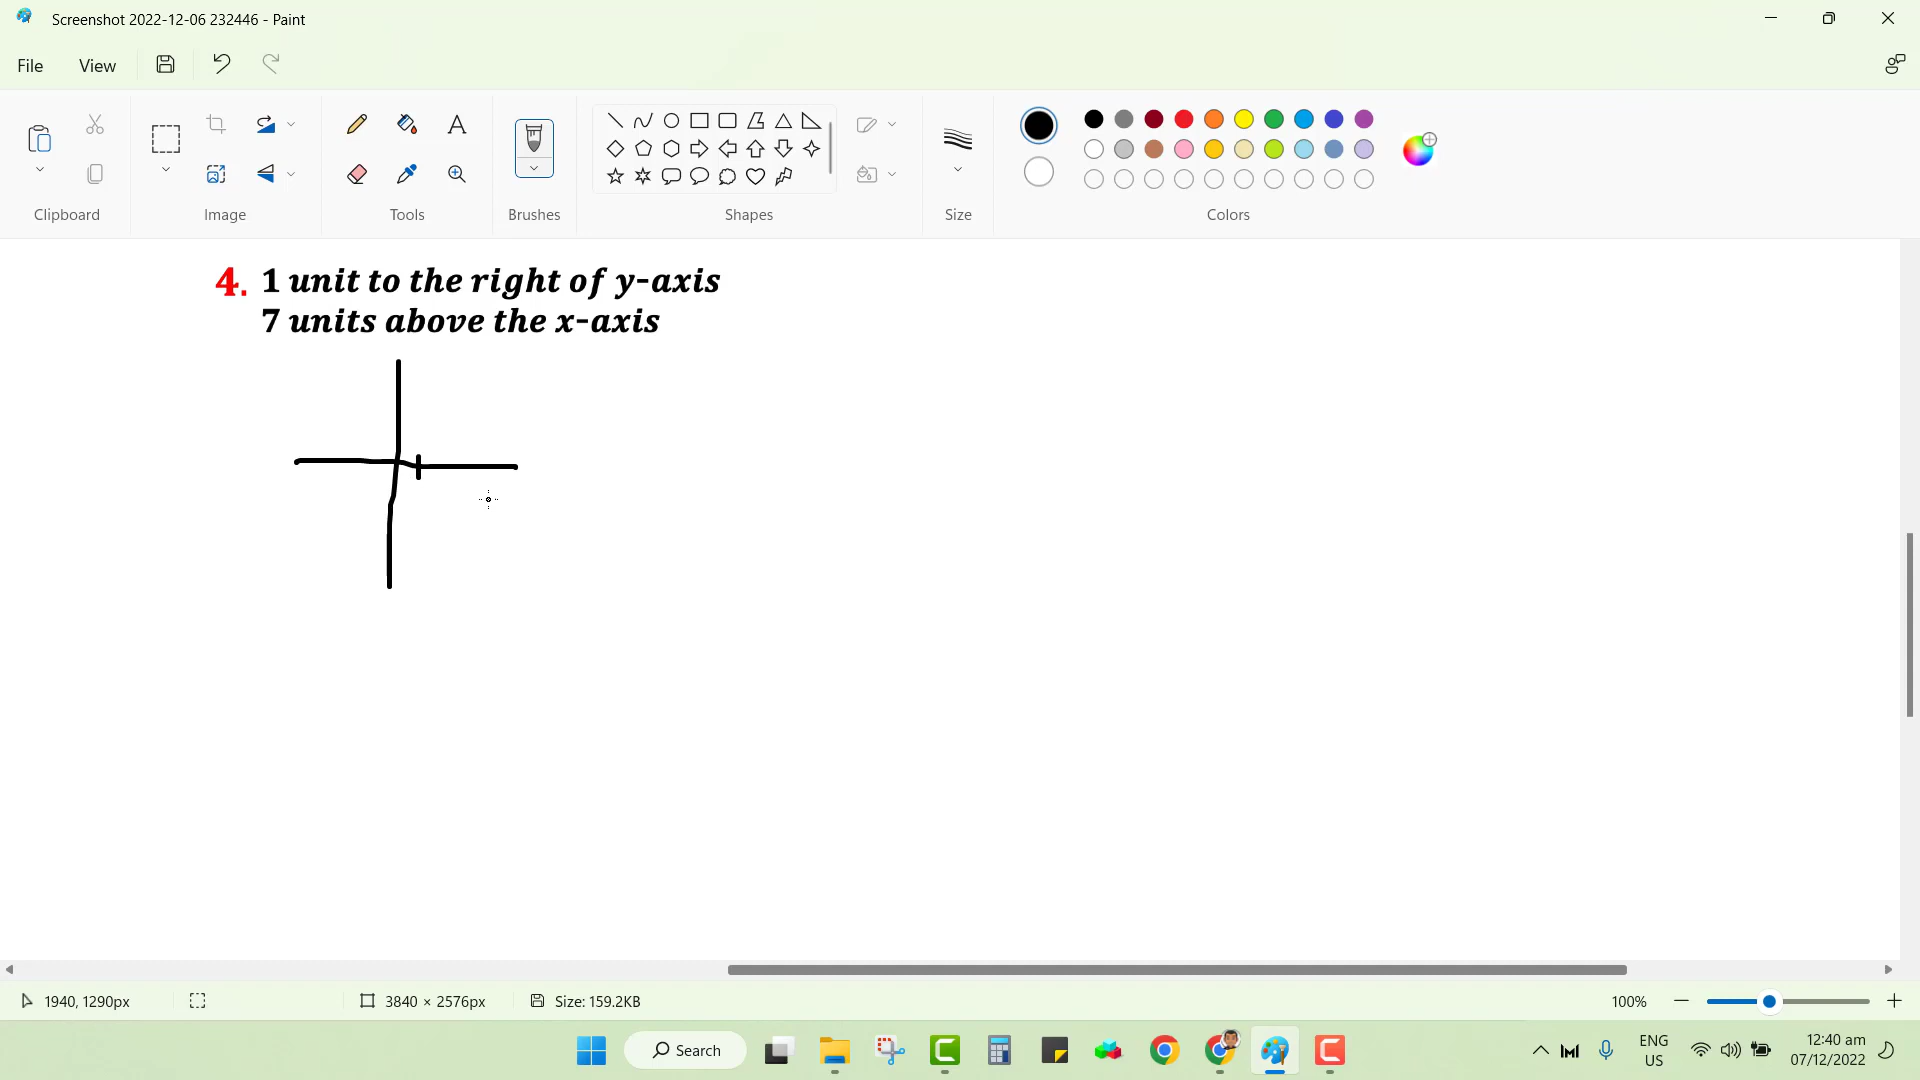 Screenshot 2022-12-06 232446 - Paint
File View
Clipboard Image Tools Brushes Shapes Size Colors
4. 1 unit to the right of y-axis
7 units above the x-axis
1940, 1290px 3840 × 2576px Size: 159.2KB 100%
Search
ENG
US
12:40 am
07/12/2022